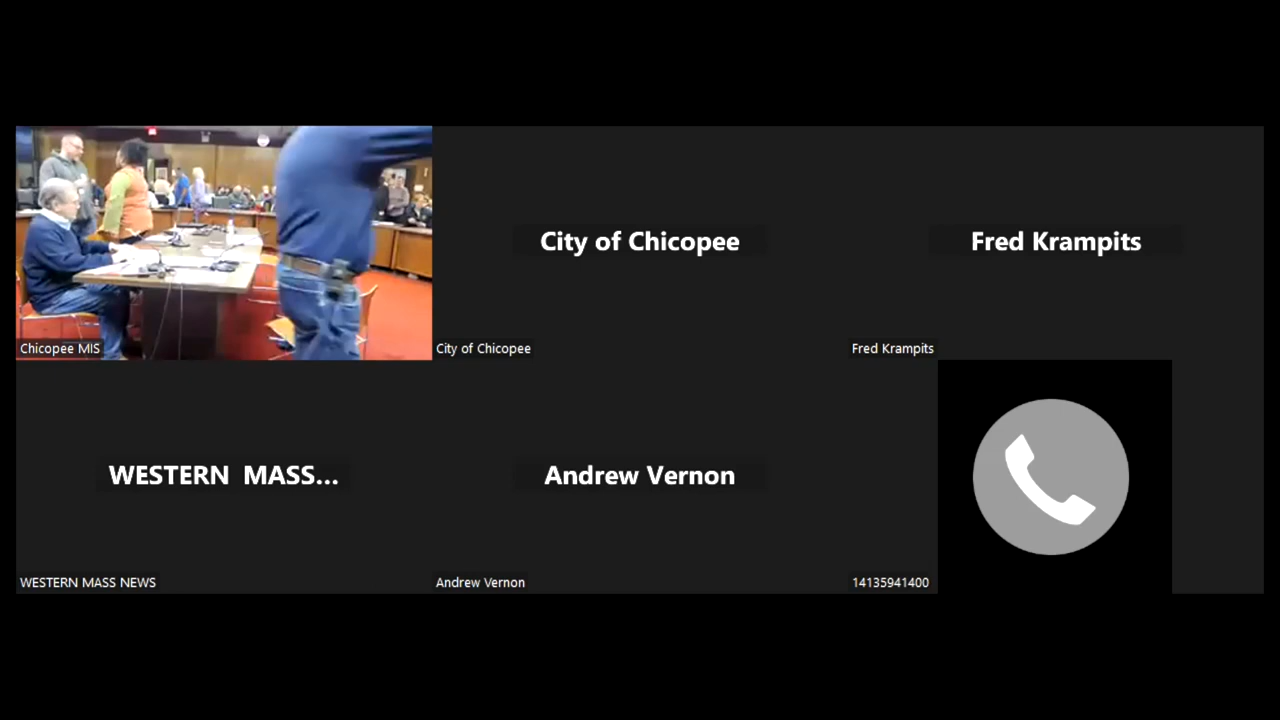 City of Chicopee
Fred Krampits
Chicopee MIS
City of Chicopee
Fred Krampits
WESTERN MASS...
Andrew Vernon
WESTERN MASS NEWS
Andrew Vernon
14135941400